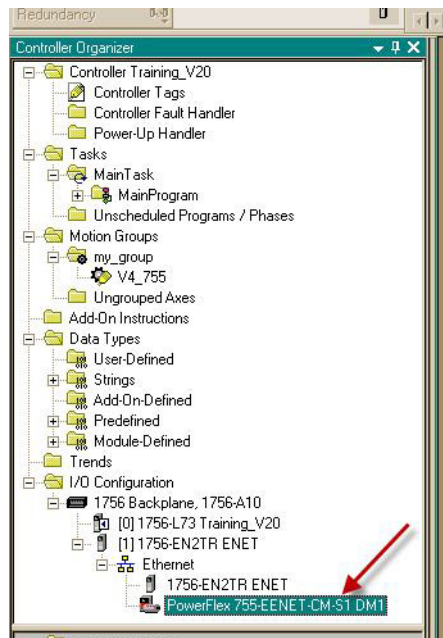 Redundancy
Controller Organizer
Controller Training_V20
Controller Tags
Controller Fault Handler
Power-Up Handler
Tasks
MainTask
MainProgram
Unscheduled Programs / Phases
Motion Groups
my_group
V4_755
Ungrouped Axes
Add-On Instructions
Data Types
User-Defined
Strings
Add-On-Defined
Predefined
Module-Defined
Trends
I/O Configuration
1756 Backplane, 1756-A10
[0] 1756-L73 Training_V20
[1] 1756-EN2TR ENET
Ethernet
1756-EN2TR ENET
PowerFlex 755-EENET-CM-S1 DM1